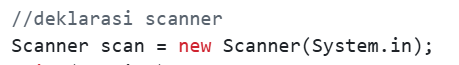 //deklarasi scanner
Scanner scan = new Scanner(System.in);